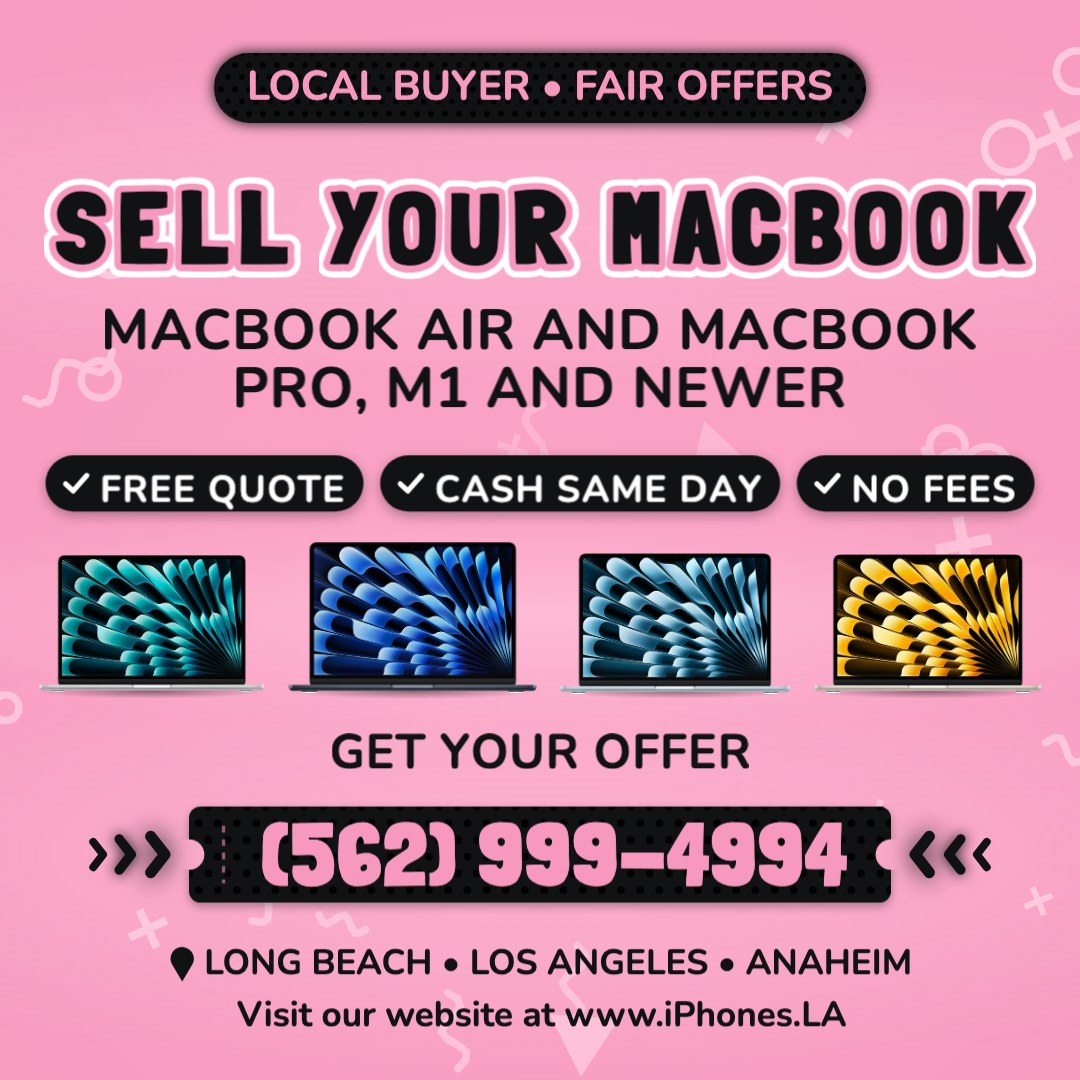 LOCAL BUYER • FAIR OFFERS
SELL YOUR MACBOOK
MACBOOK AIR AND MACBOOK
PRO, M1 AND NEWER
✓ FREE QUOTE ✓ CASH SAME DAY ✓ NO FEES
GET YOUR OFFER
(562) 999-4994
LONG BEACH • LOS ANGELES • ANAHEIM
Visit our website at www.iPhones.LA